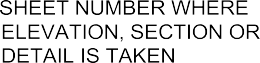 SHEET NUMBER WHERE
ELEVATION, SECTION OR
DETAIL IS TAKEN